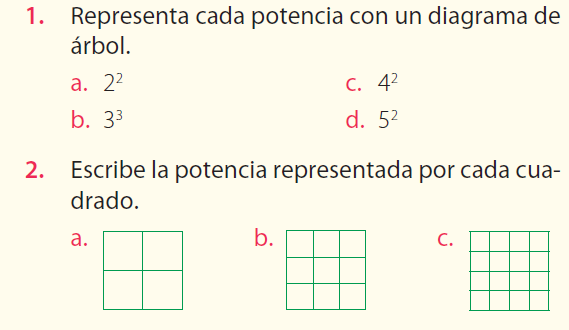 1. Representa cada potencia con un diagrama de
árbol.
a. 2² c. 4²
b. 3³ d. 5²
2. Escribe la potencia representada por cada cua-
drado.
a. b. c.